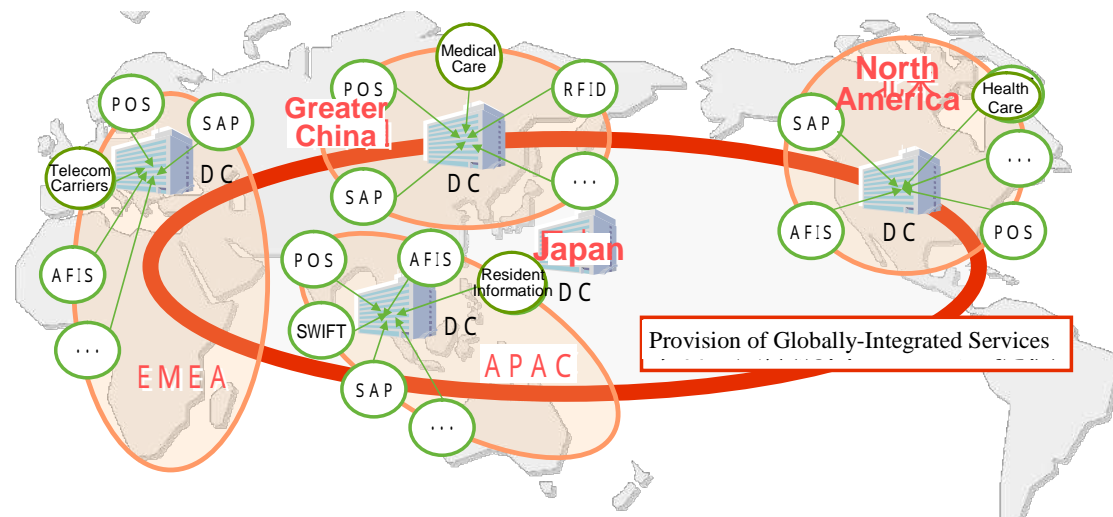 POS
SAP
Telecom
Carriers
DC
AFIS
...
EMEA
Medical
Care
POS
RFID
Greater
China
DC
SAP
...
Japan
DC
POS
AFIS
Resident
Information
SWIFT
DC
SAP
...
APAC
North
America
Health
Care
SAP
...
AFIS
DC
POS
Provision of Globally-Integrated Services